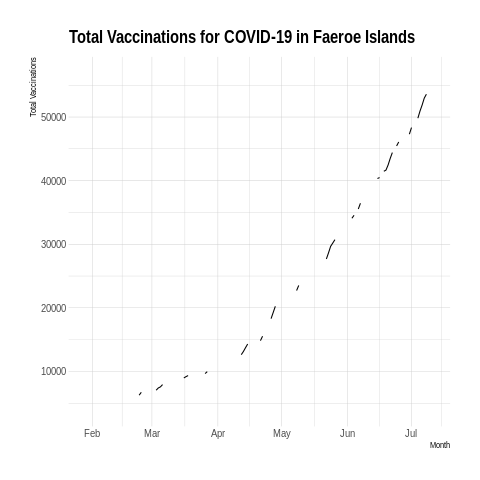 Total Vaccinations for COVID-19 in Faeroe Islands
Total Vaccinations
50000
40000
30000
20000
10000
Feb Mar Apr May Jun Jul
Month